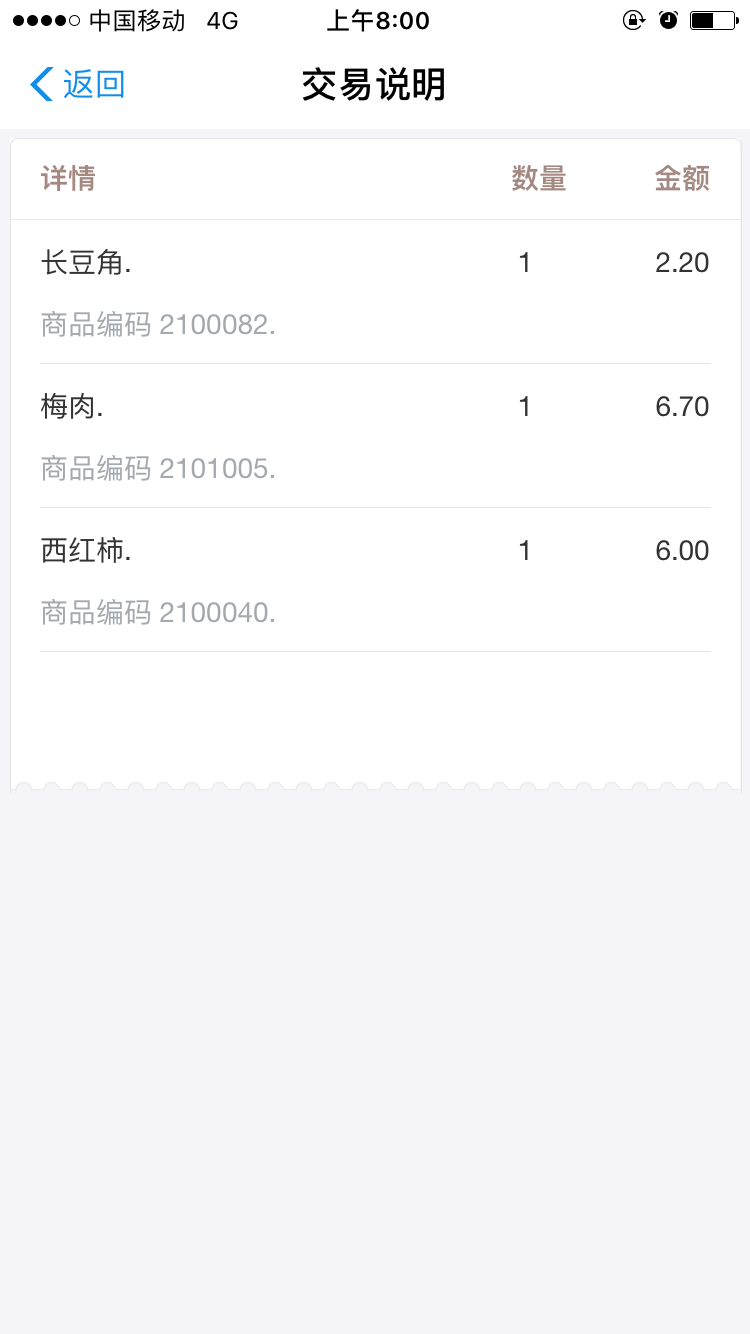 中国移动 4G 上午8:00
返回 交易说明
详情 数量 金额
长豆角. 1 2.20
商品编码 2100082.
梅肉. 1 6.70
商品编码 2101005.
西红柿. 1 6.00
商品编码 2100040.